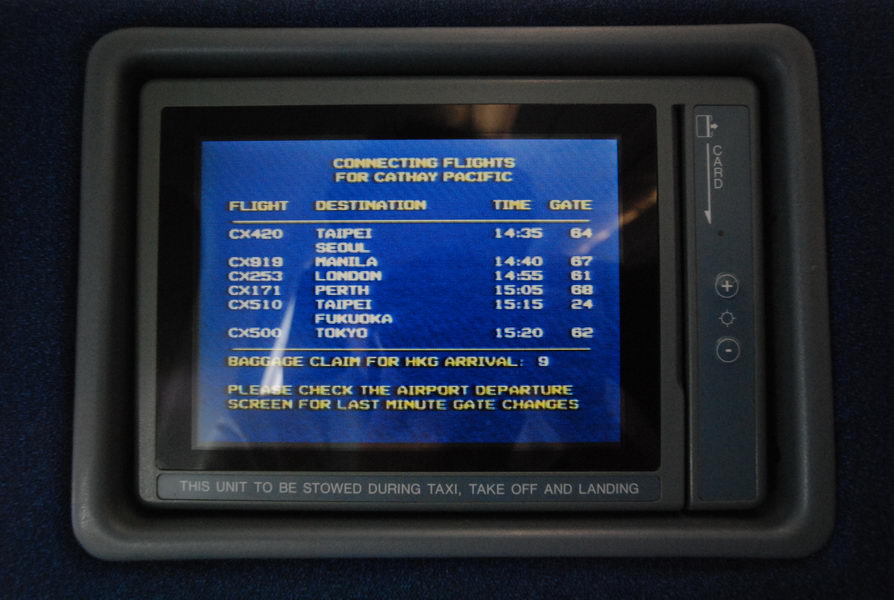 CONNECTING FLIGHTS
FOR CATHAY PACIFIC
FLIGHT DESTINATION TIME GATE
CX420 TAIPEI 14:35 64
SEOUL
CX919 MANILA 14:40 67
CX253 LONDON 14:55 61
CX171 PERTH 15:05 68
CX510 TAIPEI 15:15 24
FUKUOKA
CX500 TOKYO 15:20 62
BAGGAGE CLAIM FOR HKG ARRIVAL: 9
PLEASE CHECK THE AIRPORT DEPARTURE
SCREEN FOR LAST MINUTE GATE CHANGES
CARD
+
-
THIS UNIT TO BE STOWED DURING TAXI, TAKE OFF AND LANDING